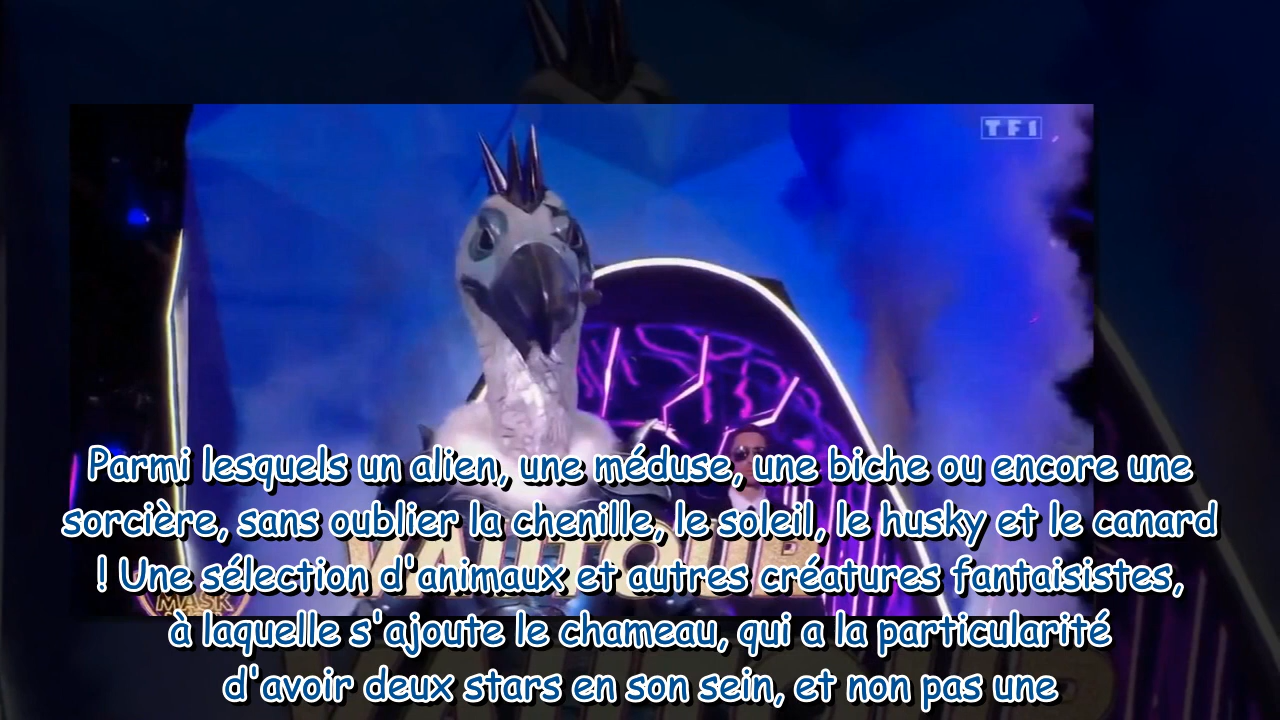 TF1
Parmi lesquels un alien, une méduse, une biche ou encore une
sorcière, sans oublier la chenille, le soleil, le husky et le canard
! Une sélection d'animaux et autres créatures fantaisistes,
VAUTOUR
MASK
à laquelle s'ajoute le chameau, qui a la particularité
d'avoir deux stars en son sein, et non pas une